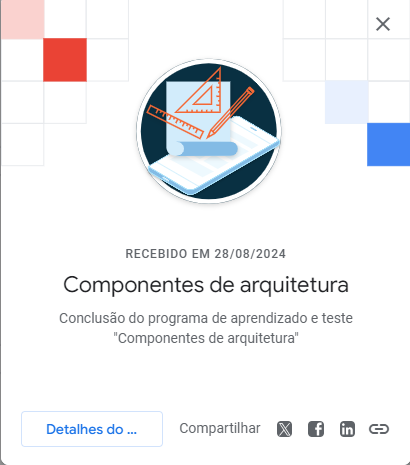 RECEBIDO EM 28/08/2024
Componentes de arquitetura
Conclusão do programa de aprendizado e teste
"Componentes de arquitetura"
Detalhes do ...
Compartilhar